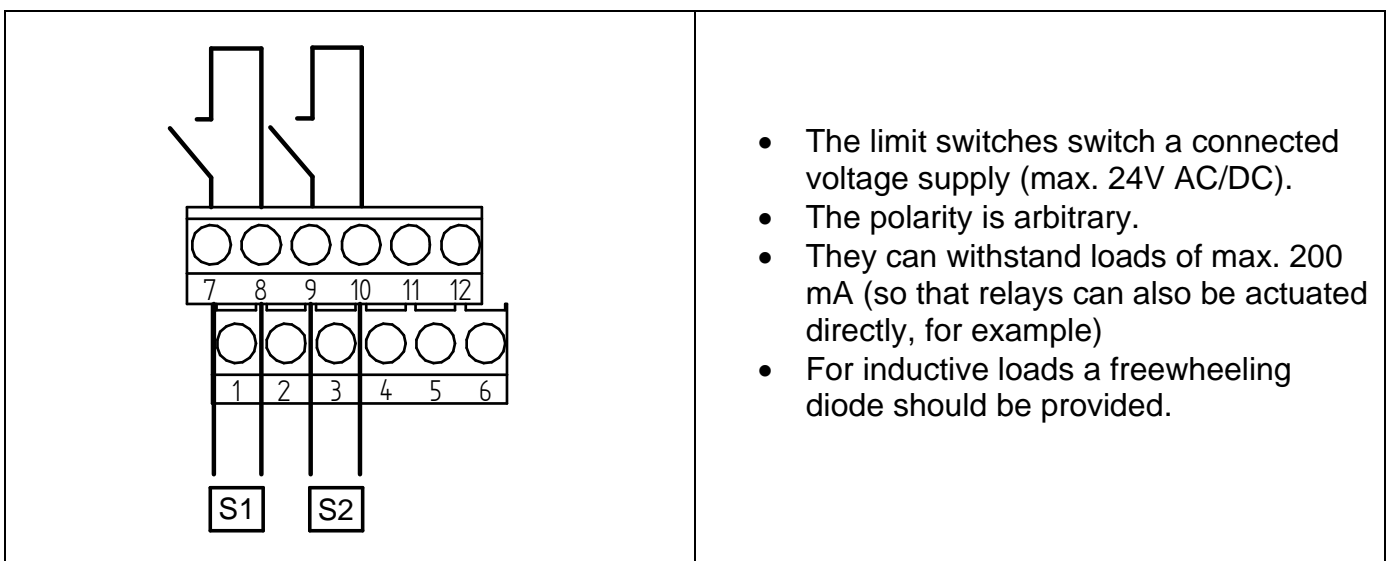 7 8 9 10 11 12
1 2 3 4 5 6
S1 S2
• The limit switches switch a connected
voltage supply (max. 24V AC/DC).
• The polarity is arbitrary.
• They can withstand loads of max. 200
mA (so that relays can also be actuated
directly, for example)
• For inductive loads a freewheeling
diode should be provided.